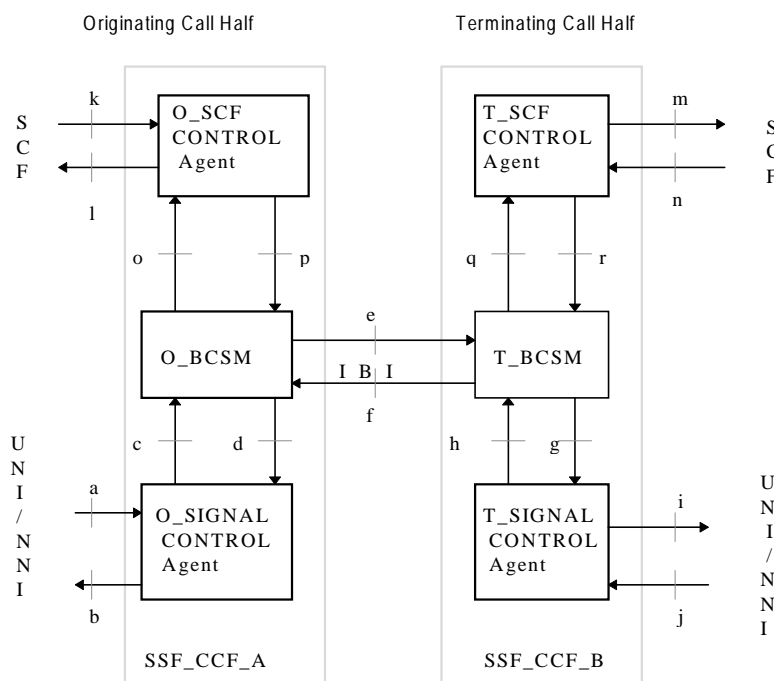 Originating Call Half
Terminating Call Half
k
m
O_SCF
CONTROL
Agent
T_SCF
CONTROL
Agent
S
C
F
S
C
F
l
n
o
p
q
r
e
O_BCSM
T_BCSM
I B I
f
c
d
h
g
U
N
I
/
N
N
I
U
N
I
/
N
N
I
a
i
O_SIGNAL
CONTROL
Agent
T_SIGNAL
CONTROL
Agent
b
j
SSF_CCF_A
SSF_CCF_B